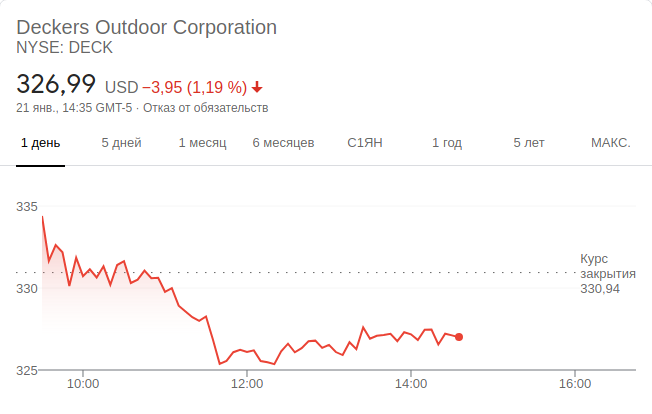 Deckers Outdoor Corporation
NYSE: DECK
326,99 USD −3,95 (1,19 %)
21 янв., 14:35 GMT-5 · Отказ от обязательств
1 день 5 дней 1 месяц 6 месяцев С1ЯН 1 год 5 лет МАКС.
335
Курс
закрытия
330
330,94
325
10:00 12:00 14:00 16:00